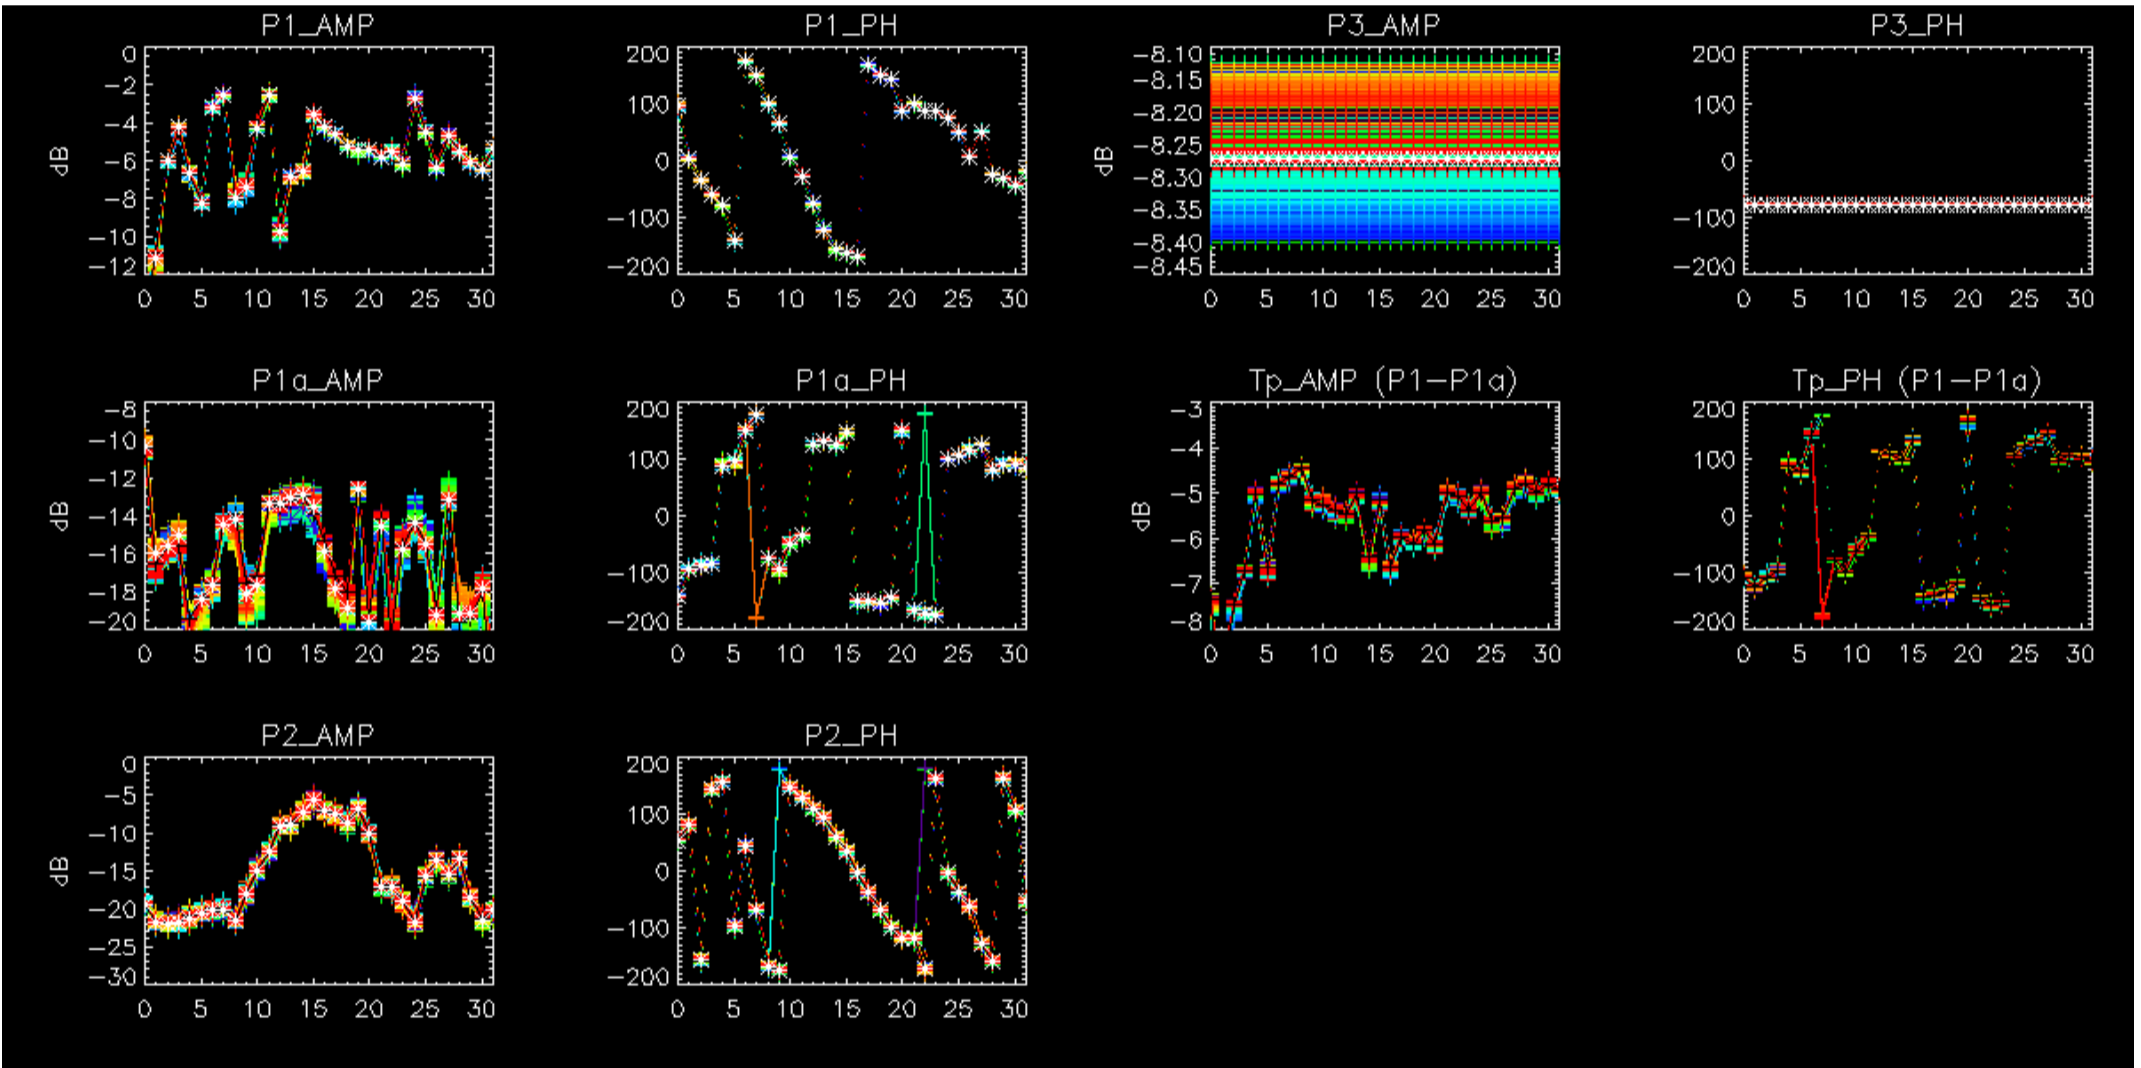 P1_AMP
P1_PH
P3_AMP
P3_PH
0
−2
−4
−6
−8
−10
−12
dB
0 5 10 15 20 25 30
200
100
0
−100
−200
0 5 10 15 20 25 30
−8.10
−8.15
−8.20
−8.25
−8.30
−8.35
−8.40
−8.45
dB
0 5 10 15 20 25 30
200
100
0
−100
−200
0 5 10 15 20 25 30
P1a_AMP
P1a_PH
Tp_AMP (P1−P1a)
Tp_PH (P1−P1a)
−8
−10
−12
−14
−16
−18
−20
dB
0 5 10 15 20 25 30
200
100
0
−100
−200
0 5 10 15 20 25 30
−3
−4
−5
−6
−7
−8
dB
0 5 10 15 20 25 30
200
100
0
−100
−200
0 5 10 15 20 25 30
P2_AMP
P2_PH
0
−5
−10
−15
−20
−25
−30
dB
0 5 10 15 20 25 30
200
100
0
−100
−200
0 5 10 15 20 25 30